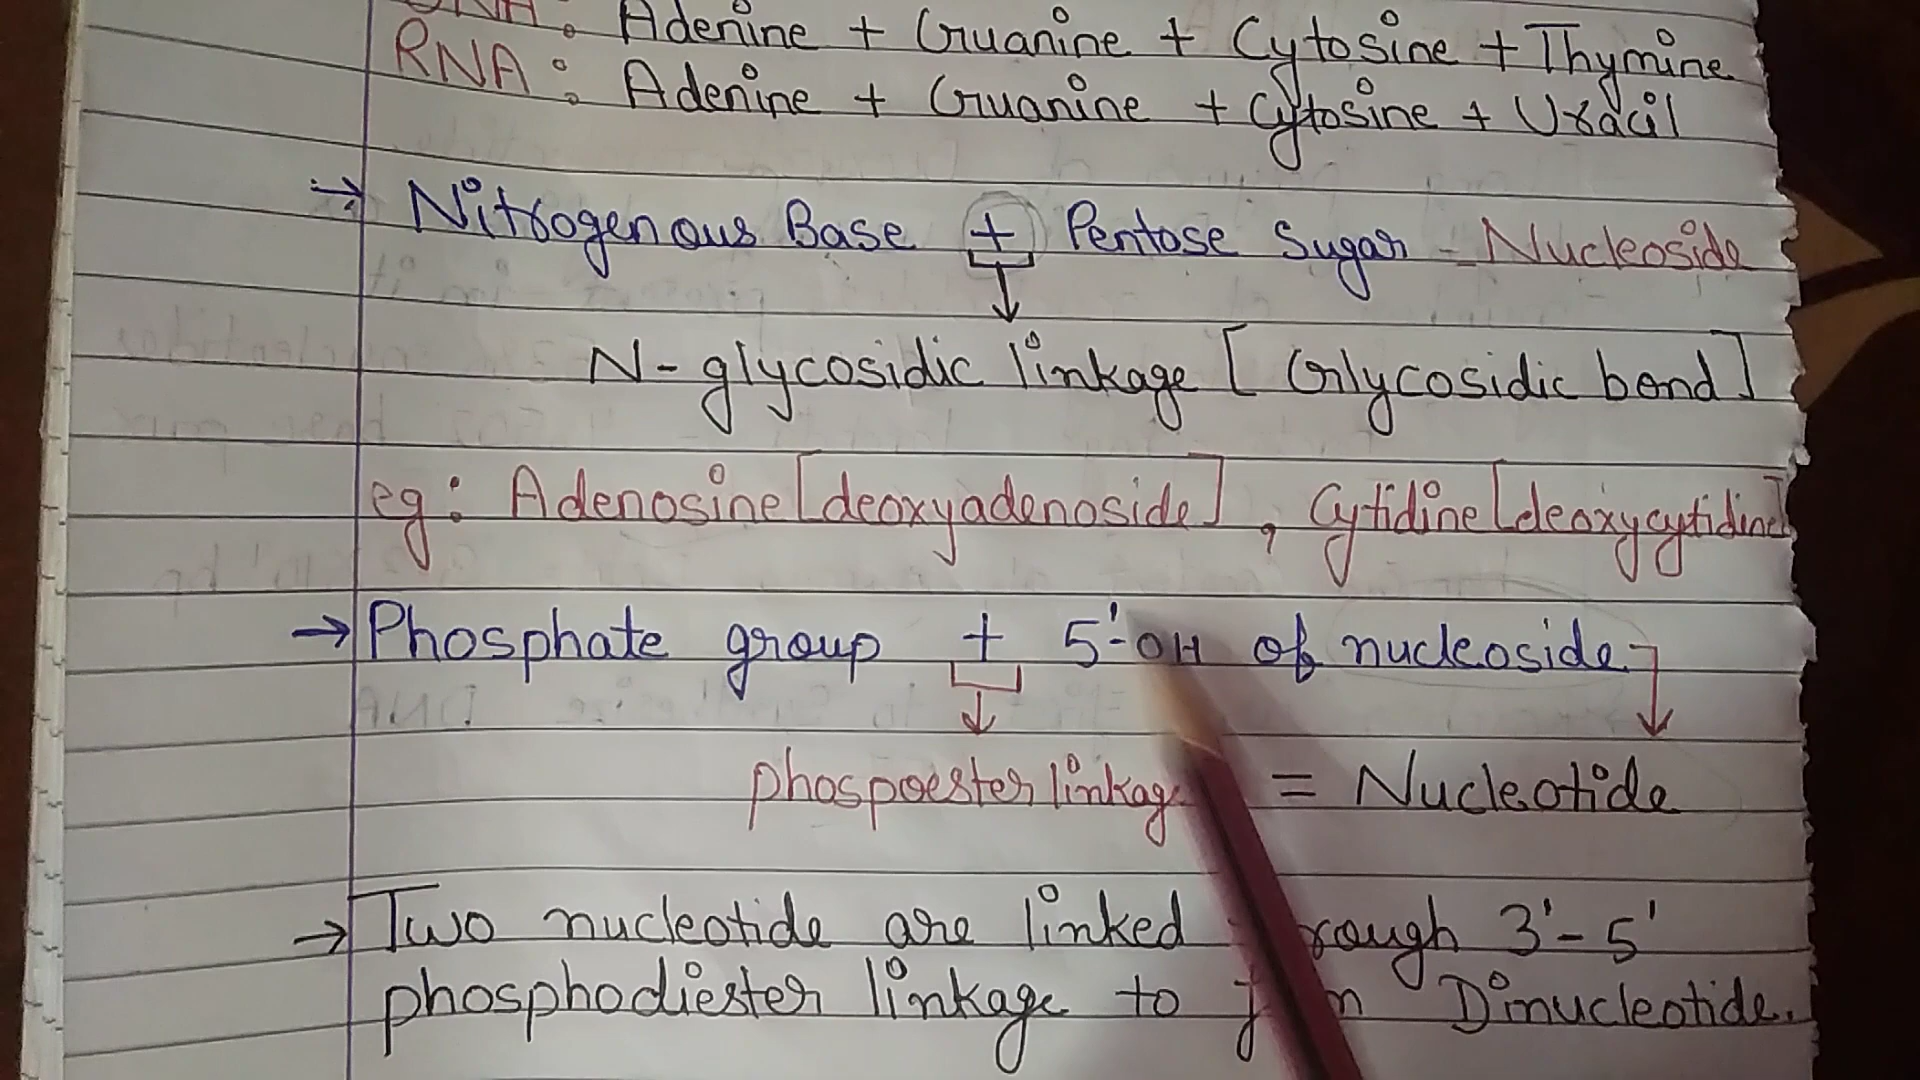 DNA : Adenine + Guanine + Cytosine + Thymine
RNA : Adenine + Guanine + Cytosine + Uracil
→ Nitrogenous Base + Pentose Sugar - Nucleoside
N-glycosidic linkage [Glycosidic bond]
eg: Adenosine [deoxyadenoside], Cytidine [deoxycytidine]
→ Phosphate group + 5'-OH of nucleoside
phospoester linkage = Nucleotide
→ Two nucleotide are linked through 3'-5'
phosphodiester linkage to form Dinucleotide.